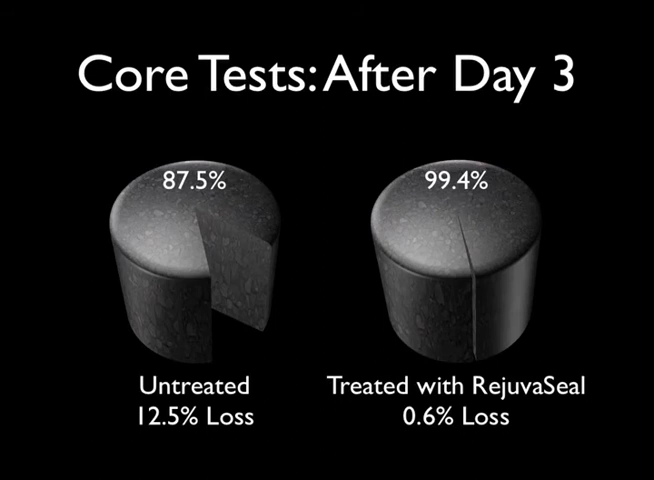 Core Tests: After Day 3
87.5%
99.4%
Untreated
12.5% Loss
Treated with RejuvaSeal
0.6% Loss